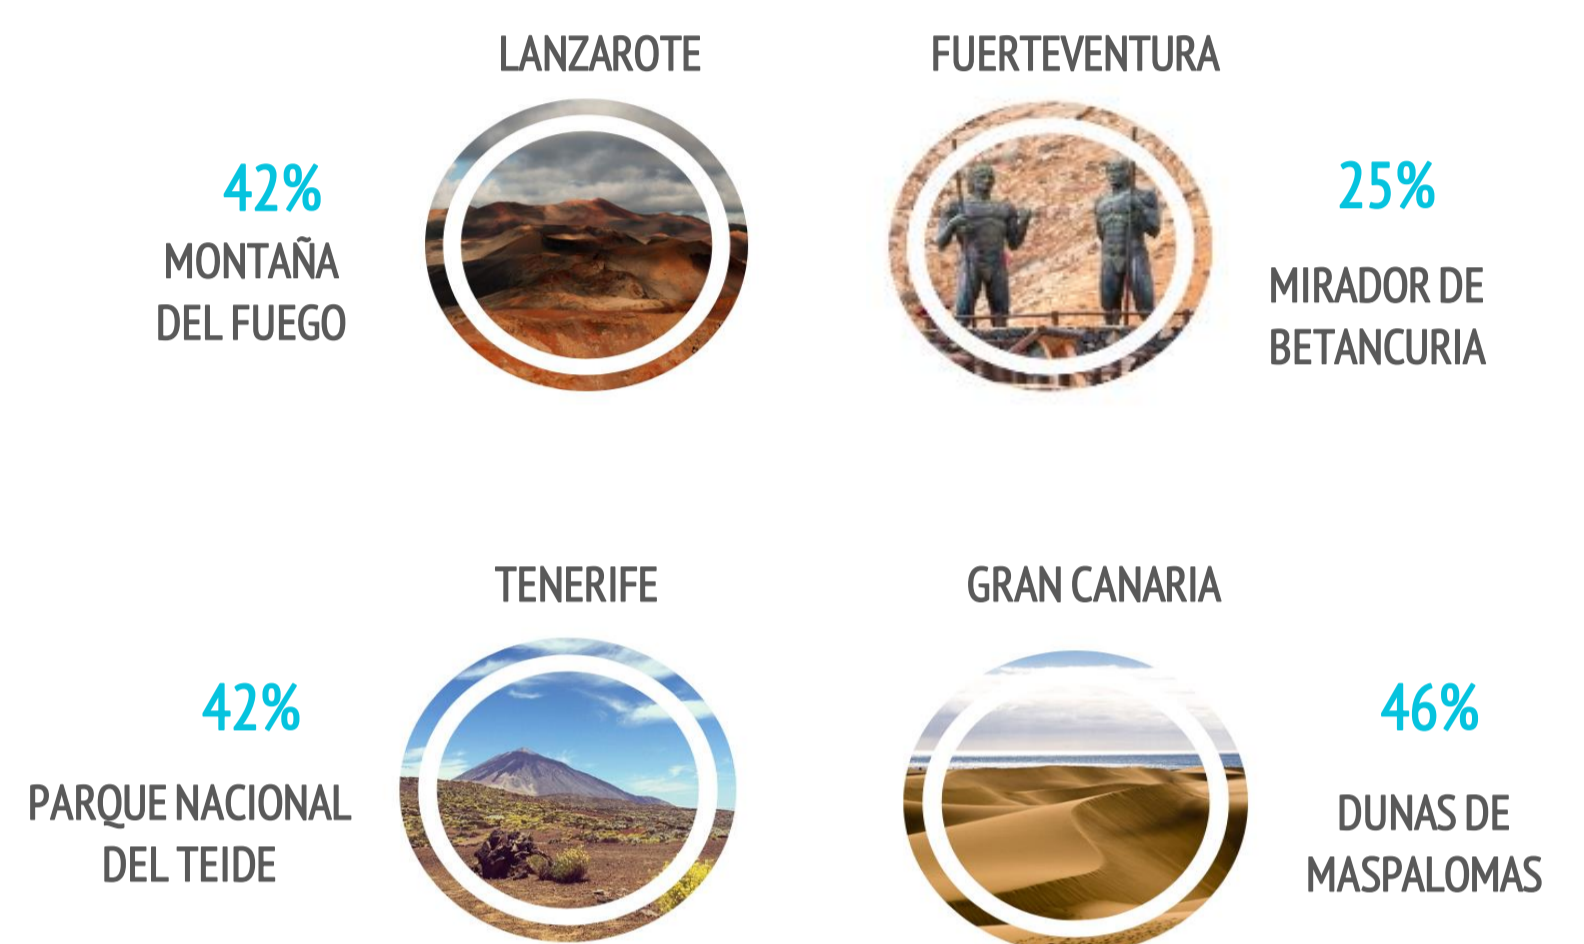 LANZAROTE
42%
MONTAÑA
DEL FUEGO
FUERTEVENTURA
25%
MIRADOR DE
BETANCURIA
TENERIFE
42%
PARQUE NACIONAL
DEL TEIDE
GRAN CANARIA
46%
DUNAS DE
MASPALOMAS